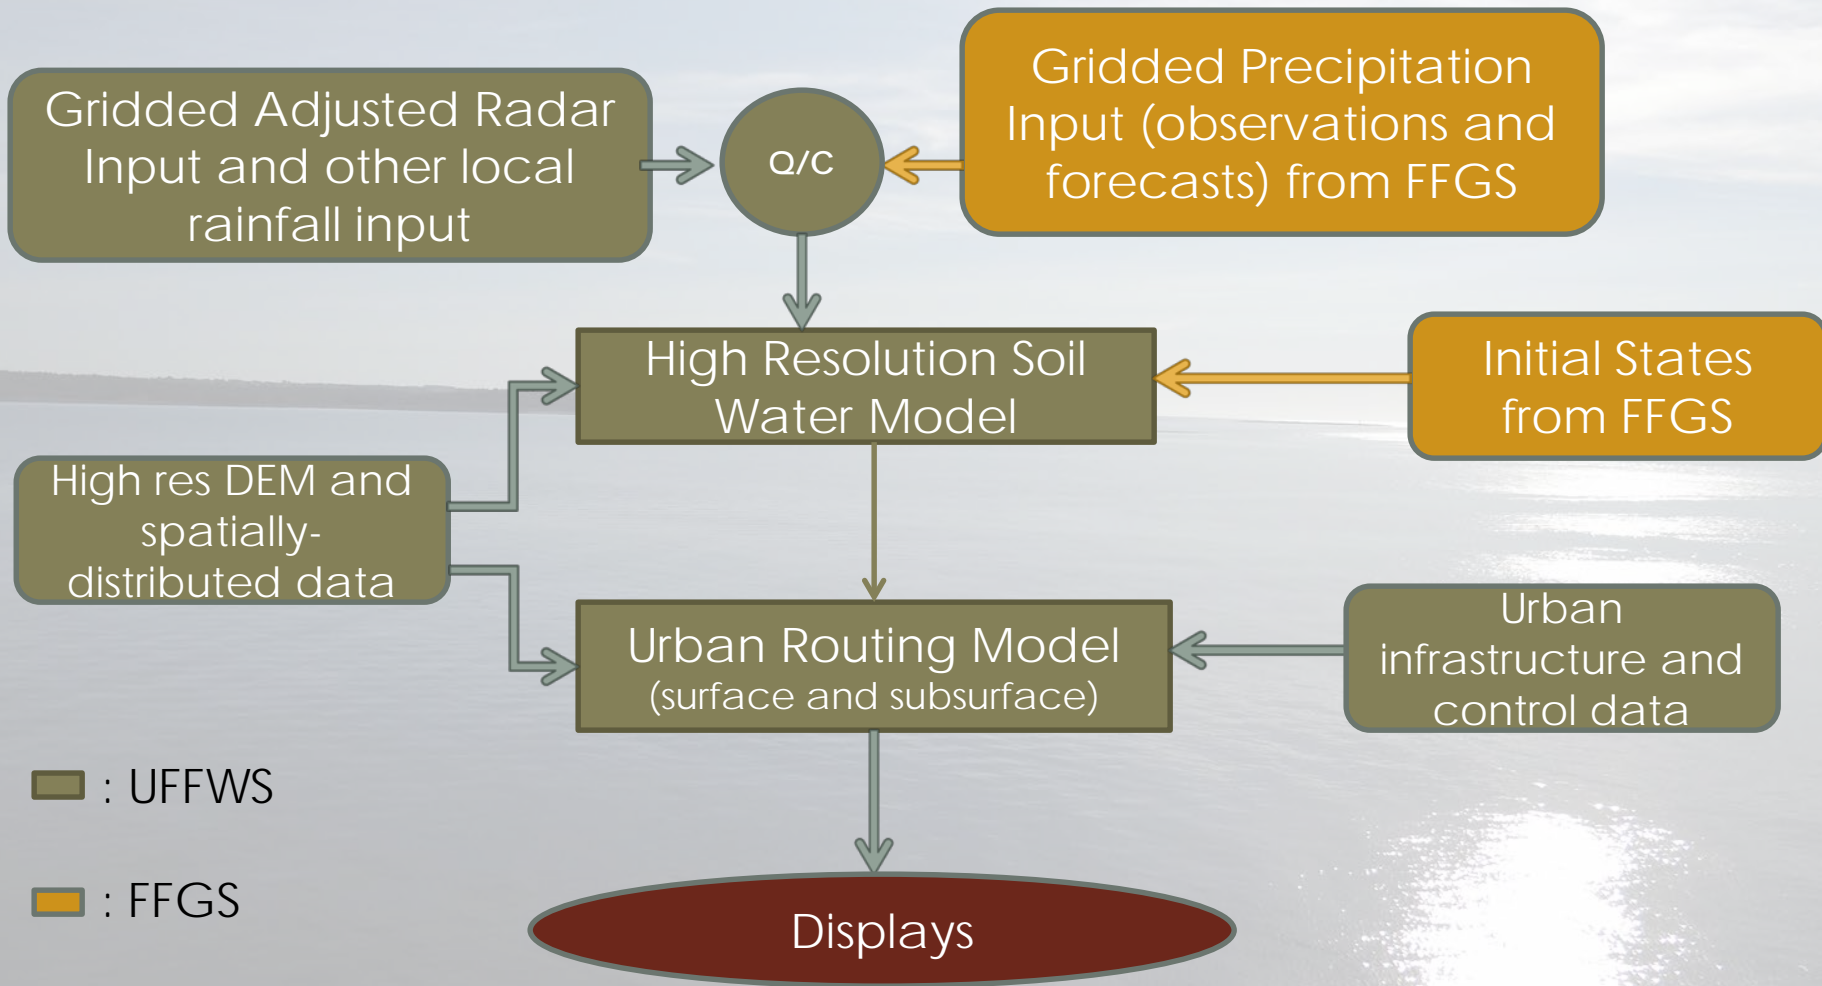 Gridded Adjusted Radar
Input and other local
rainfall input
Q/C
Gridded Precipitation
Input (observations and
forecasts) from FFGS
High Resolution Soil
Water Model
Initial States
from FFGS
High res DEM and
spatially-
distributed data
Urban Routing Model
(surface and subsurface)
Urban
infrastructure and
control data
: UFFWS
: FFGS
Displays